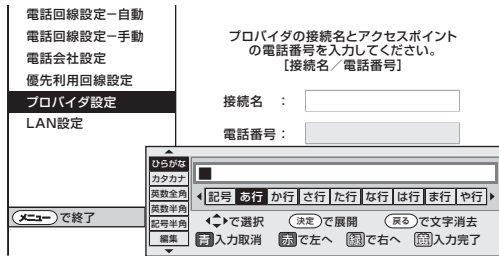 電話回線設定−自動
電話回線設定−手動
電話会社設定
優先利用回線設定
プロバイダ設定
LAN設定
メニューで終了
プロバイダの接続名とアクセスポイント
の電話番号を入力してください。
[接続名／電話番号]
接続名 :
電話番号 :
ひらがな
カタカナ
英数全角
英数半角
記号半角
編集
記号 あ行 か行 さ行 た行 な行 は行 ま行 や行
で選択 決定で展開 戻るで文字消去
青入力取消 赤で左へ 緑で右へ 黄入力完了